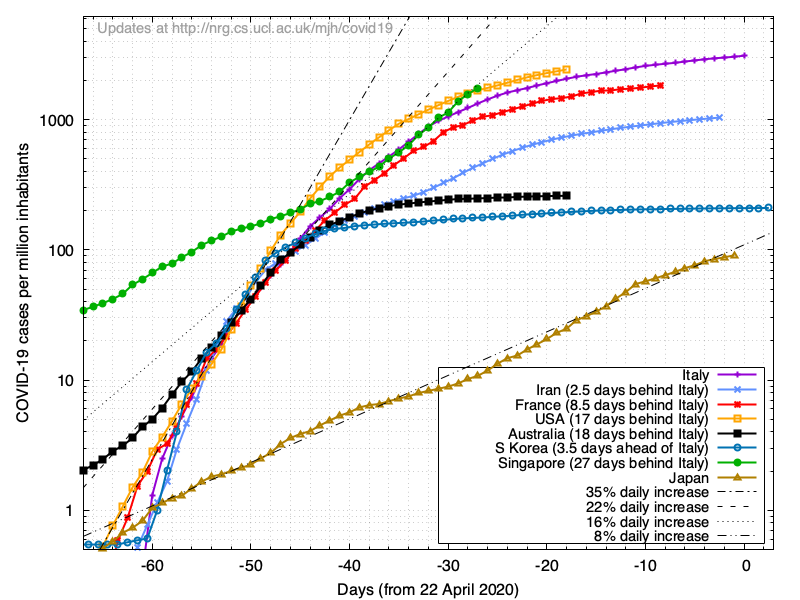 Updates at http://nrg.cs.ucl.ac.uk/mjh/covid19
COVID-19 cases per million inhabitants
1000
100
10
1
Italy
Iran (2.5 days behind Italy)
France (8.5 days behind Italy)
USA (17 days behind Italy)
Australia (18 days behind Italy)
S Korea (3.5 days ahead of Italy)
Singapore (27 days behind Italy)
Japan
35% daily increase
22% daily increase
16% daily increase
8% daily increase
-60 -50 -40 -30 -20 -10 0
Days (from 22 April 2020)